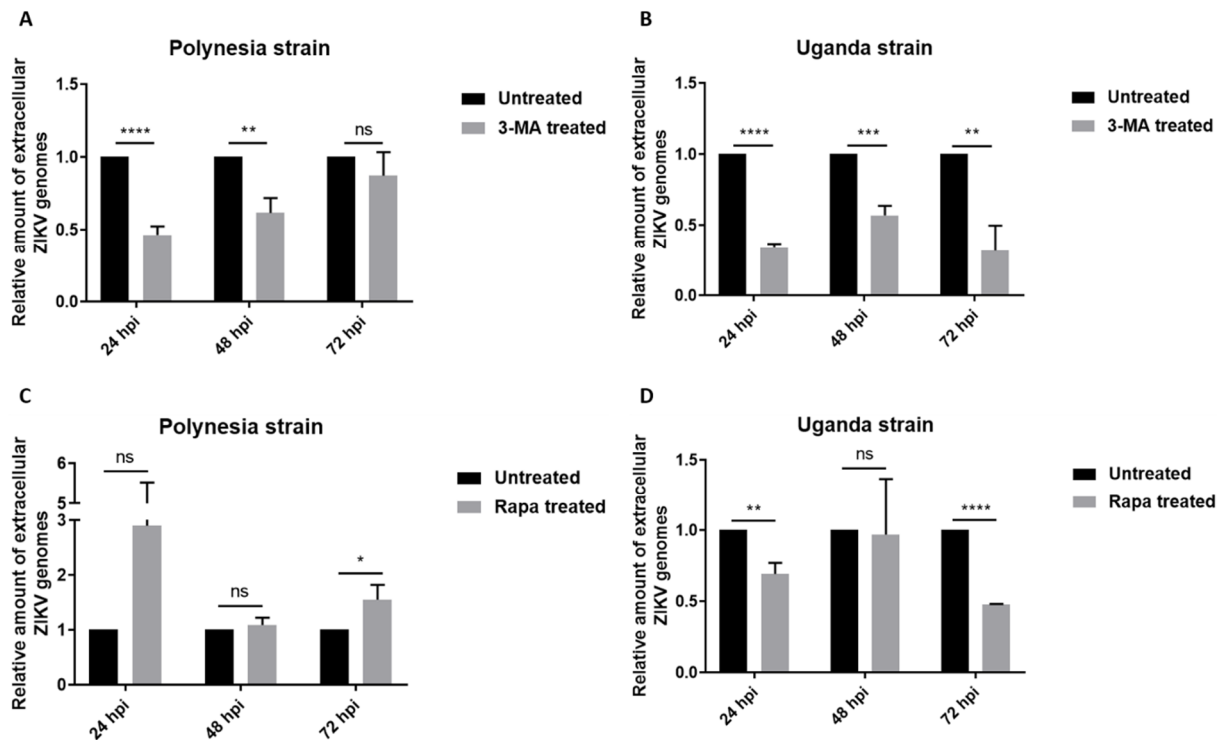 A
Polynesia strain
Relative amount of extracellular
ZIKV genomes
1.5
1.0
0.5
0.0
****
**
ns
24 hpi
48 hpi
72 hpi
Untreated
3-MA treated
B
Uganda strain
Relative amount of extracellular
ZIKV genomes
1.5
1.0
0.5
0.0
****
***
**
24 hpi
48 hpi
72 hpi
Untreated
3-MA treated
C
Polynesia strain
Relative amount of extracellular
ZIKV genomes
6
5
3
2
1
0
ns
ns
*
24 hpi
48 hpi
72 hpi
Untreated
Rapa treated
D
Uganda strain
Relative amount of extracellular
ZIKV genomes
1.5
1.0
0.5
0.0
**
ns
****
24 hpi
48 hpi
72 hpi
Untreated
Rapa treated